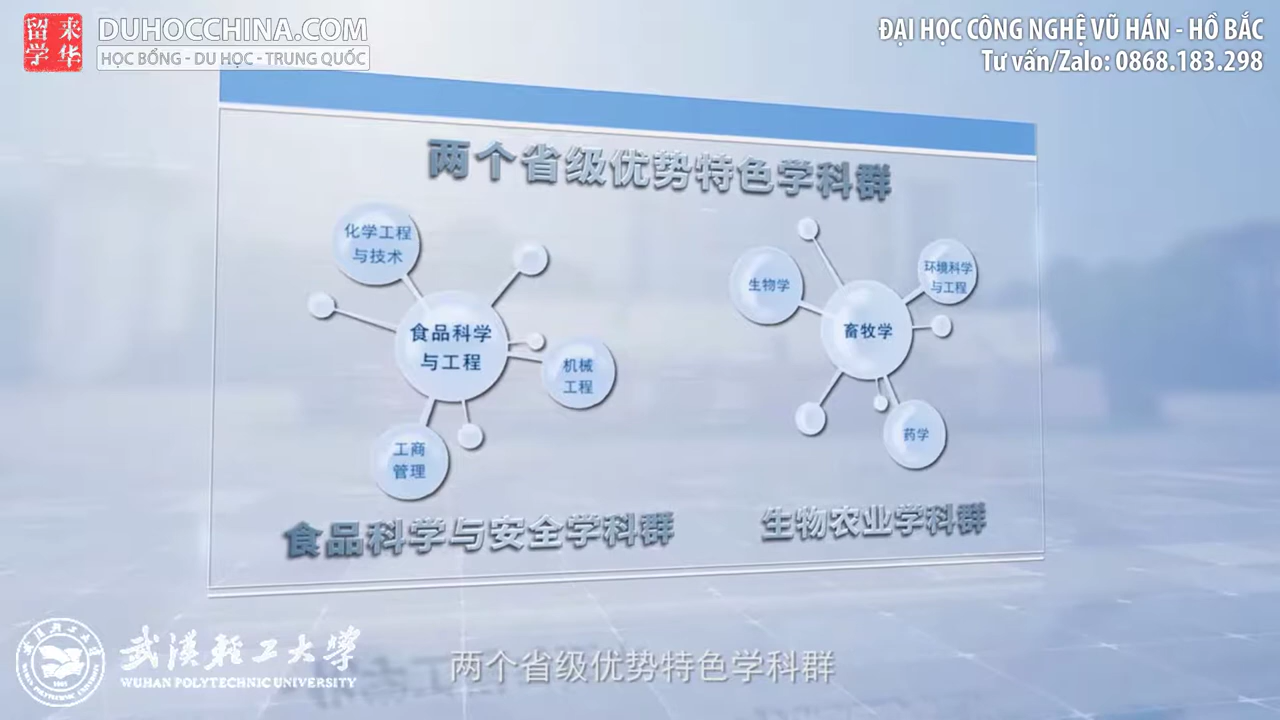 留学
来华
DUHOCCHINA.COM
HỌC BỔNG - DU HỌC - TRUNG QUỐC
ĐẠI HỌC CÔNG NGHỆ VŨ HÁN - HỒ BẮC
Tư vấn/Zalo: 0868.183.298
两个省级优势特色学科群
化学工程
与技术
食品科学
与工程
机械
工程
工商
管理
食品科学与安全学科群
生物学
环境科学
与工程
畜牧学
药学
生物农业学科群
武漢轻工大学
WUHAN POLYTECHNIC UNIVERSITY
两个省级优势特色学科群